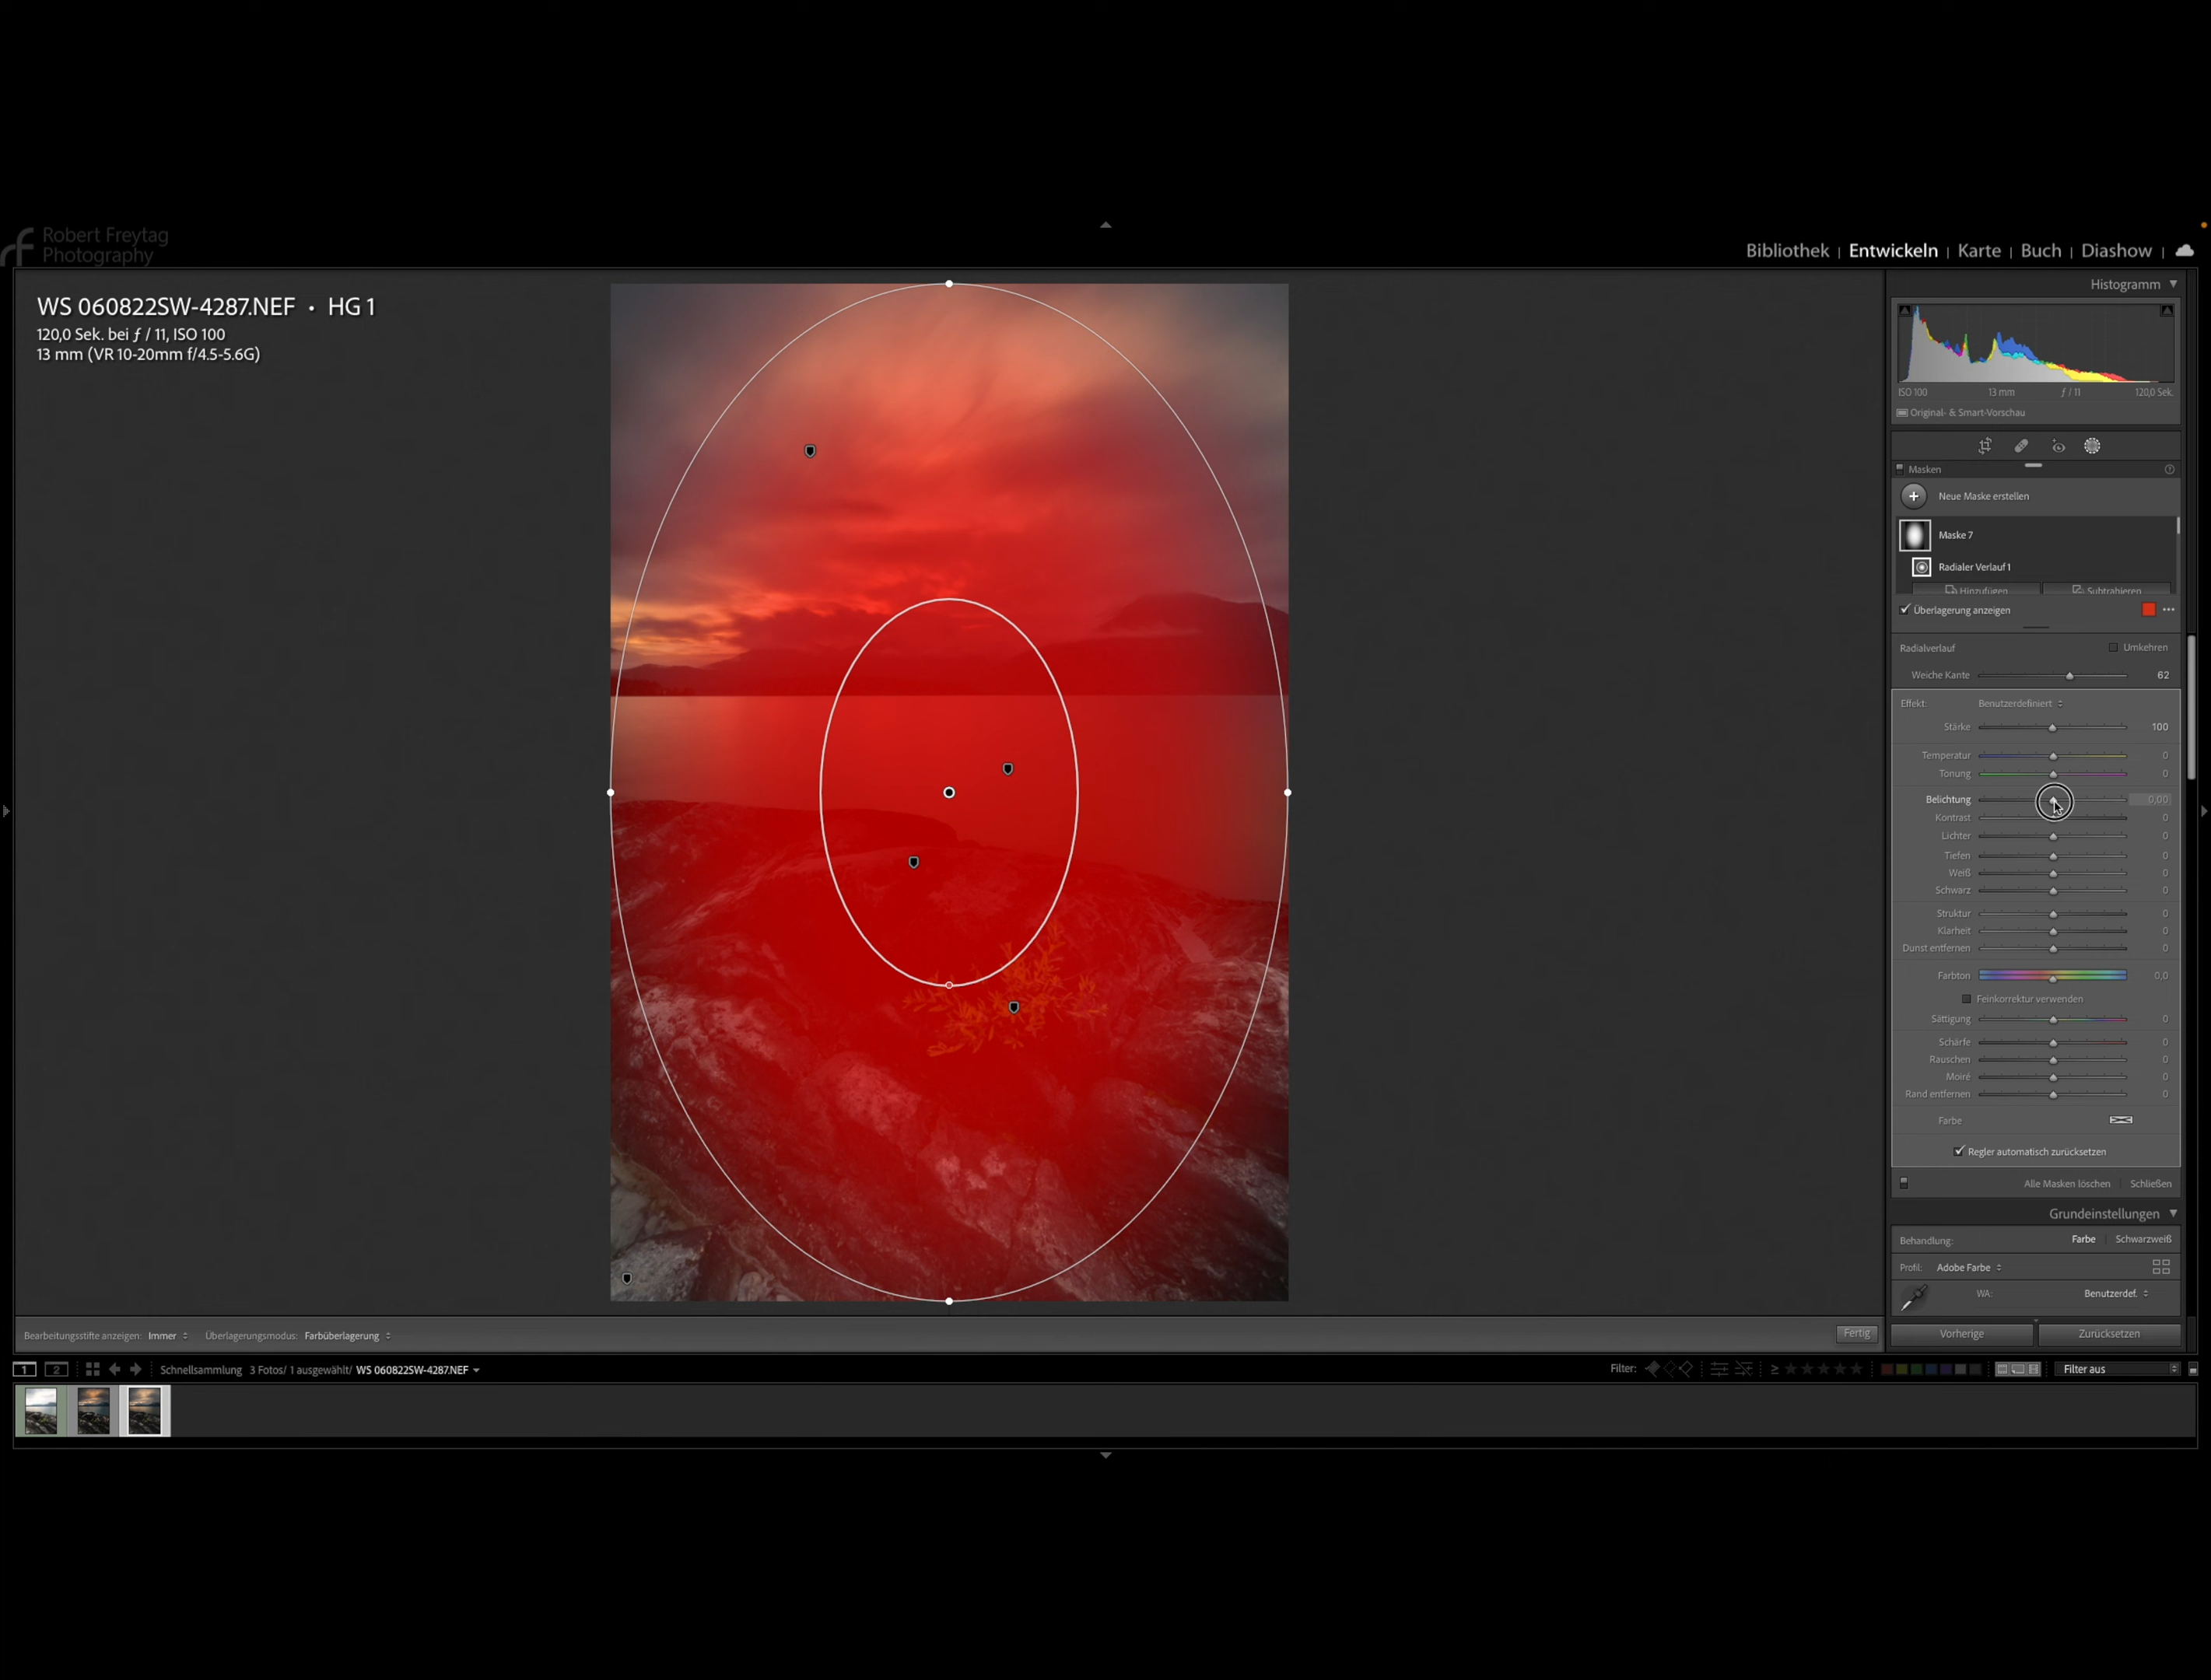 Robert Freytag
Photography
Bibliothek | Entwickeln | Karte | Buch | Diashow |
WS 060822SW-4287.NEF • HG 1
120,0 Sek. bei ƒ / 11, ISO 100
13 mm (VR 10-20mm f/4.5-5.6G)
Histogramm
ISO 100 13 mm ƒ / 11 120,0 Sek.
Original- & Smart-Vorschau
Masken
Neue Maske erstellen
Maske 7
Radialer Verlauf 1
Hinzufügen Subtrahieren
Überlagerung anzeigen
Radialverlauf Umkehren
Weiche Kante 62
Effekt: Benutzerdefiniert
Stärke 100
Temperatur 0
Tonung 0
Belichtung 0,00
Kontrast 0
Lichter 0
Tiefen 0
Weiß 0
Schwarz 0
Struktur 0
Klarheit 0
Dunst entfernen 0
Farbton 0,0
Feinkorrektur verwenden
Sättigung 0
Schärfe 0
Rauschen 0
Moiré 0
Rand entfernen 0
Farbe
Regler automatisch zurücksetzen
Alle Masken löschen Schließen
Grundeinstellungen
Behandlung: Farbe Schwarzweiß
Profil: Adobe Farbe
WA: Benutzerdef.
Vorherige Zurücksetzen
Bearbeitungsstifte anzeigen: Immer Überlagerungsmodus: Farbüberlagerung Fertig
1 2 Schnellsammlung 3 Fotos/ 1 ausgewählt/ WS 060822SW-4287.NEF Filter: ≥ Filter aus